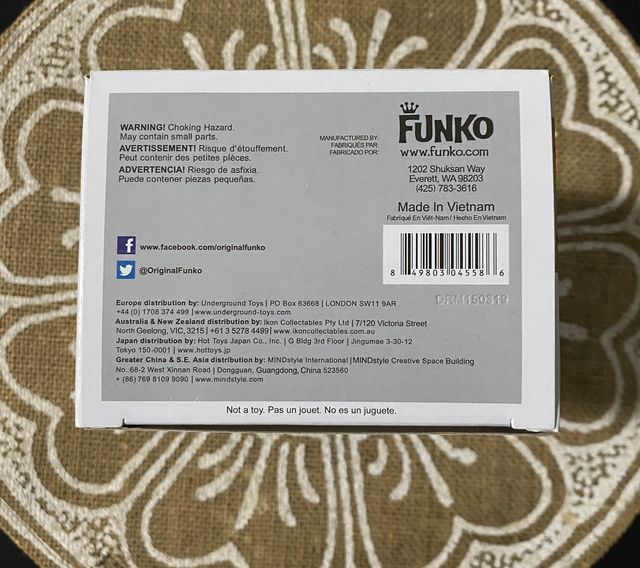 WARNING! Choking Hazard.
May contain small parts.
AVERTISSEMENT! Risque d'étouffement.
Peut contenir des petites plèces.
ADVERTENCIA! Riesgo de asfixia.
Puede contener piezas pequeñas.
MANUFACTURED BY:
FABRIQUÉS PAR:
FABRICADO POR:
FUNKO
www.funko.com
1202 Shuksan Way
Everett, WA 98203
(425) 783-3616
Made In Vietnam
Fabriqué En Viêt-Nam / Hecho En Vietnam
8 49803 04558 6
DRM150319
www.facebook.com/originalfunko
@OriginalFunko
Europe distribution by: Underground Toys | PO Box 63668 | LONDON SW11 9AR
+44 (0) 1708 374 499 | www.underground-toys.com
Australia & New Zealand distribution by: Ikon Collectables Pty Ltd | 7/120 Victoria Street
North Geelong, VIC, 3215 | +61 3 5278 4499 | www.ikoncollectables.com.au
Japan distribution by: Hot Toys Japan Co., Inc. | G Bldg 3rd Floor | Jingumae 3-30-12
Tokyo 150-0001 | www.hottoys.jp
Greater China & S.E. Asia distribution by: MINDstyle International | MINDstyle Creative Space Building
No. 68-2 West Xinnan Road | Dongguan, Guangdong, China 523560
+ (86) 769 8109 9090 | www.mindstyle.com
Not a toy. Pas un jouet. No es un juguete.